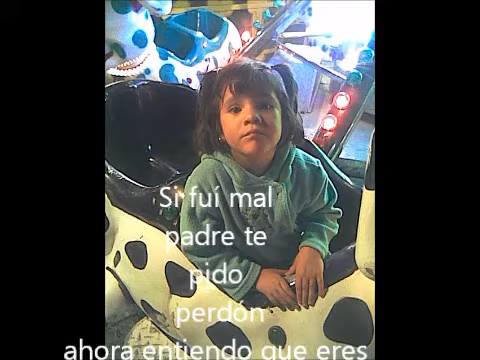 Si fuí mal
padre te
pido
perdón
ahora entiendo que eres